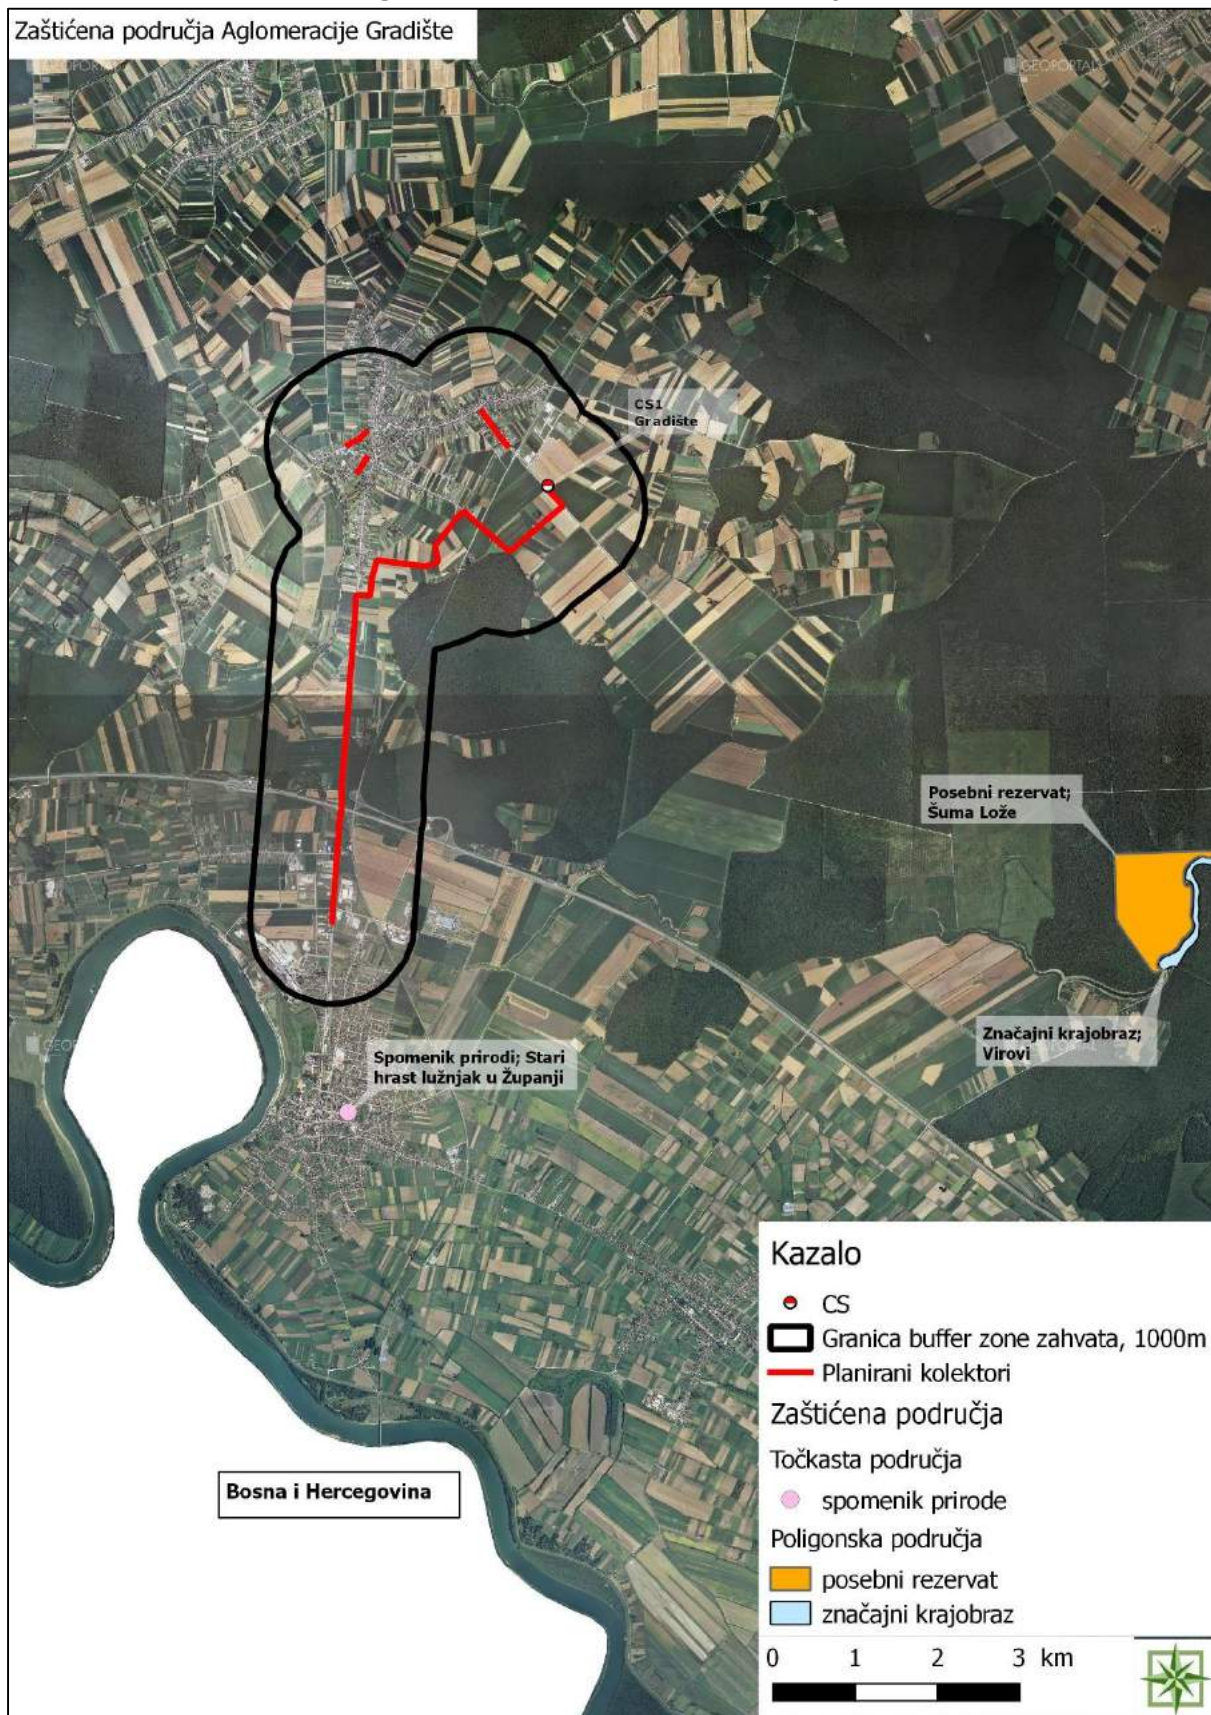 Zaštićena područja Aglomeracije Gradište
GEOPORTAL
CS1
Gradište
Posebni rezervat;
Šuma Lože
Značajni krajobraz;
Virovi
Spomenik prirodi; Stari
hrast lužnjak u Županji
Bosna i Hercegovina
Kazalo
CS
Granica buffer zone zahvata, 1000m
Planirani kolektori
Zaštićena područja
Točkasta područja
spomenik prirode
Poligonska područja
posebni rezervat
značajni krajobraz
0 1 2 3 km